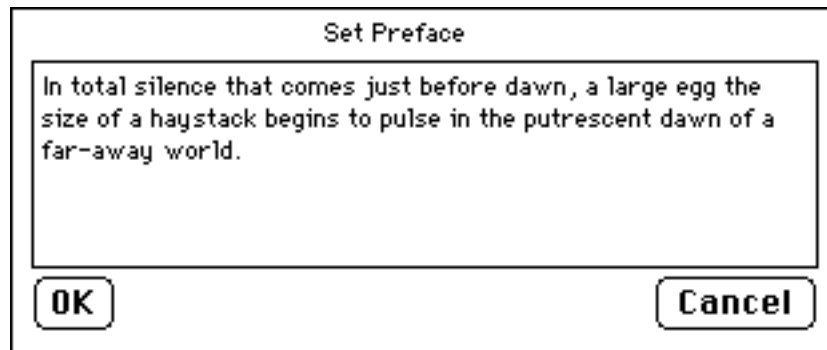 Set Preface
In total silence that comes just before dawn, a large egg the
size of a haystack begins to pulse in the putrescent dawn of a
far-away world.
OK
Cancel